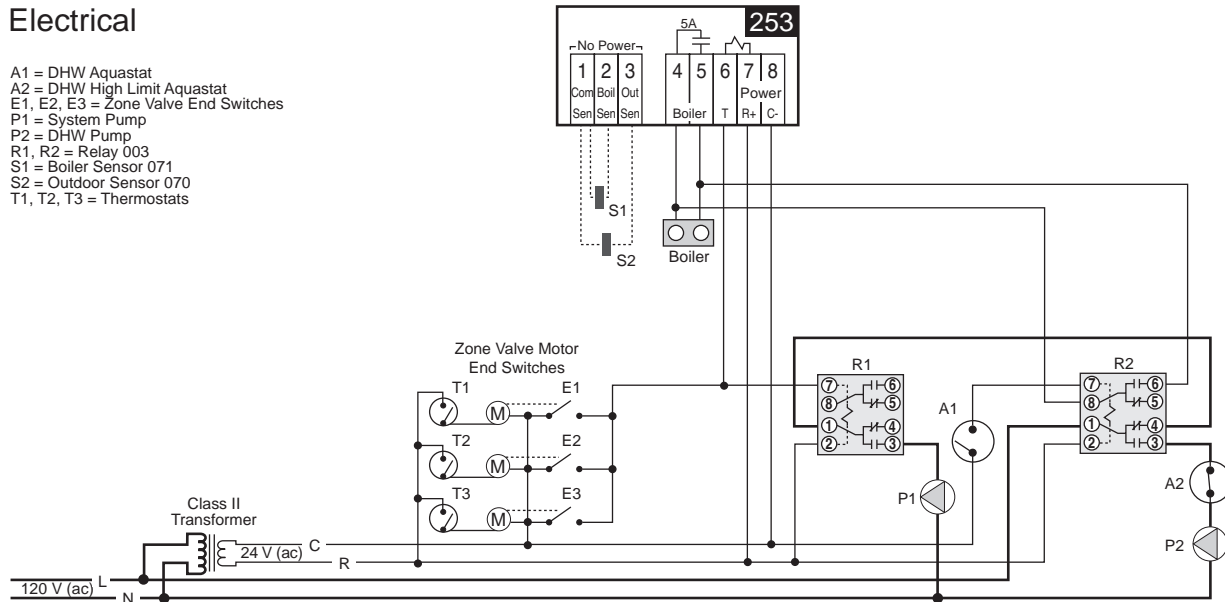 Electrical
A1 = DHW Aquastat
A2 = DHW High Limit Aquastat
E1, E2, E3 = Zone Valve End Switches
P1 = System Pump
P2 = DHW Pump
R1, R2 = Relay 003
S1 = Boiler Sensor 071
S2 = Outdoor Sensor 070
T1, T2, T3 = Thermostats
253
5A
No Power
1 2 3 4 5 6 7 8
Com Boil Out Power
Sen Sen Sen Boiler T R+ C-
S1
S2
Boiler
Zone Valve Motor
End Switches
T1 M E1
T2 M E2
T3 M E3
R1
7 6
8 5
1 4
2 3
A1
R2
7 6
8 5
1 4
2 3
P1
A2
P2
Class II
Transformer
24 V (ac)
C
R
120 V (ac)
L
N